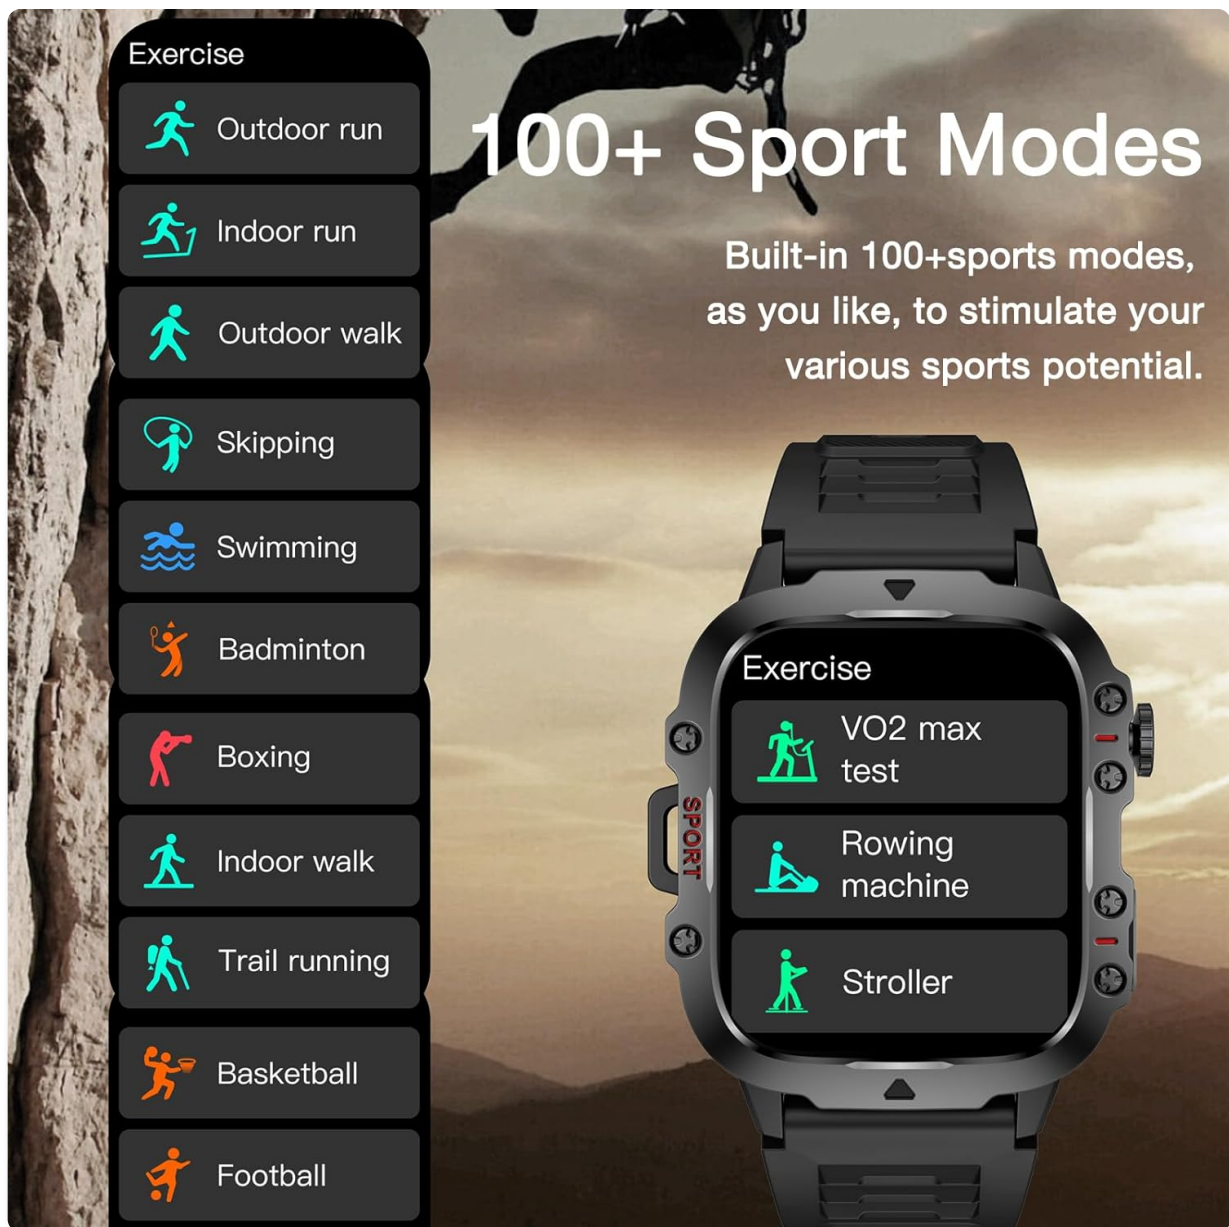 Exercise
Outdoor run
Indoor run
Outdoor walk
Skipping
Swimming
Badminton
Boxing
Indoor walk
Trail running
Basketball
Football
100+ Sport Modes
Built-in 100+sports modes,
as you like, to stimulate your
various sports potential.
Exercise
VO2 max
test
Rowing
machine
Stroller
SPORT